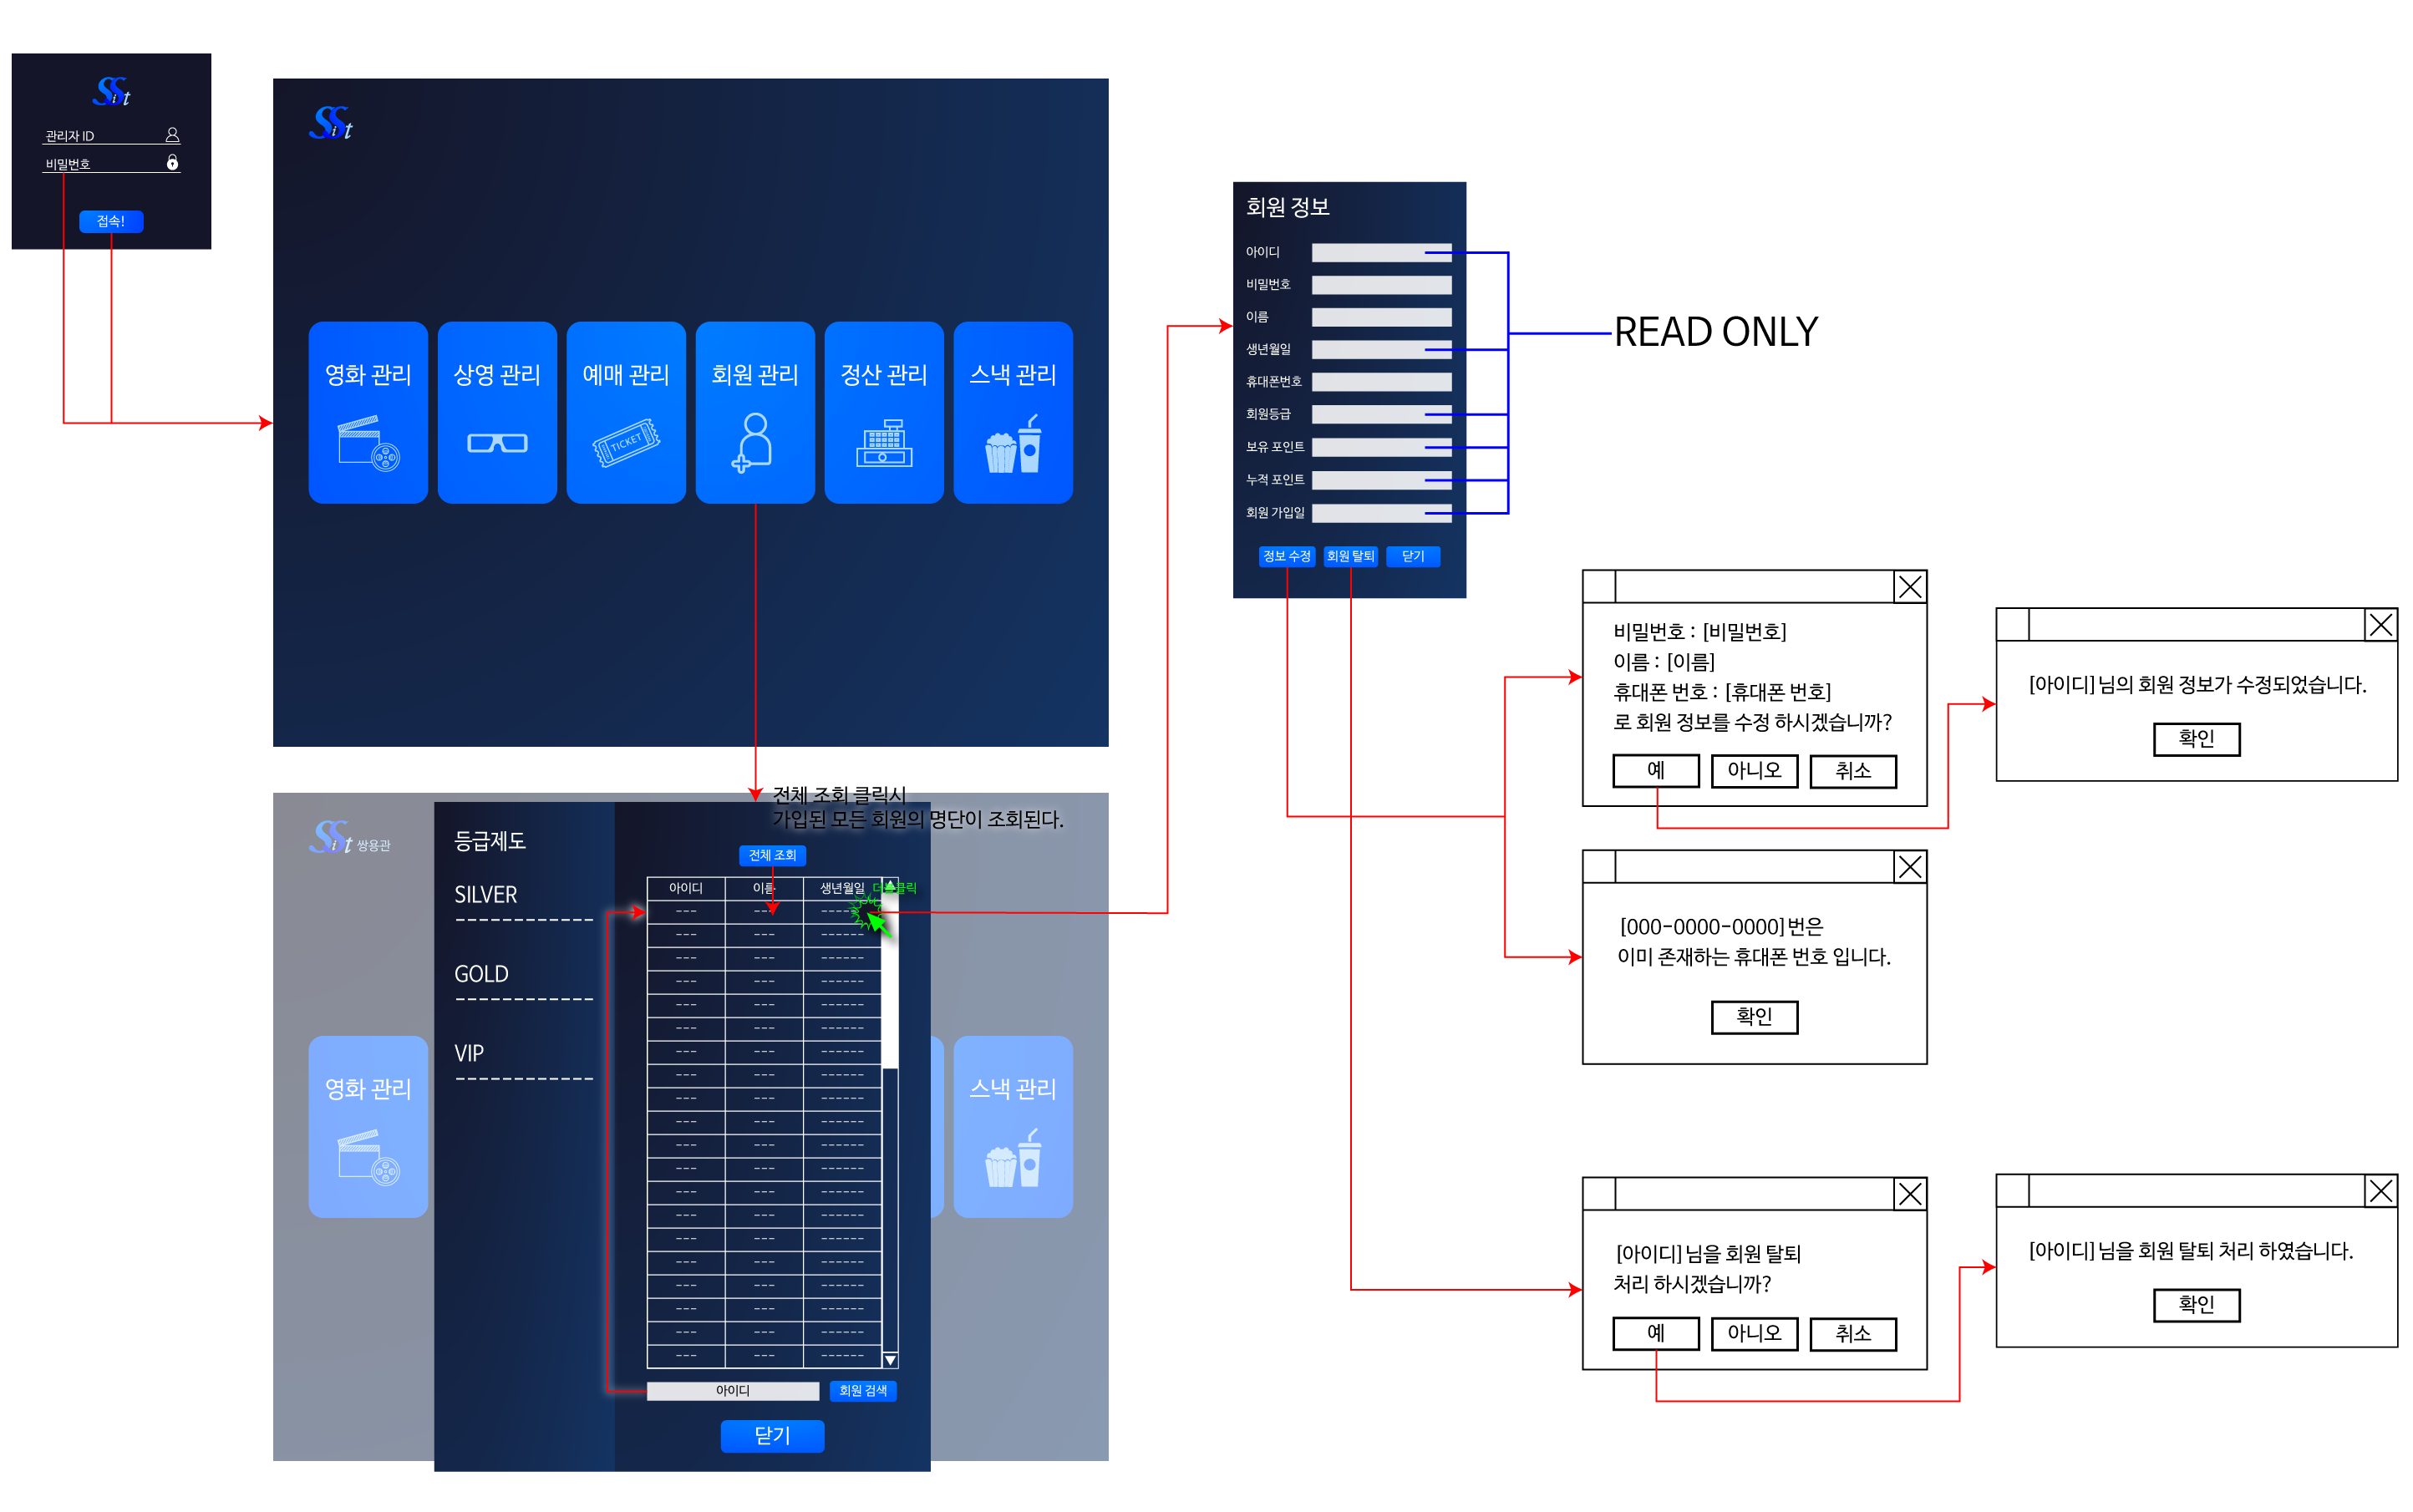 SSit
관리자 ID
비밀번호
접속!
SSit
영화 관리
상영 관리
예매 관리
회원 관리
정산 관리
스낵 관리
TICKET
회원 정보
아이디
비밀번호
이름
생년월일
휴대폰번호
회원등급
보유 포인트
누적 포인트
회원 가입일
정보 수정
회원 탈퇴
닫기
READ ONLY
비밀번호 : [비밀번호]
이름 : [이름]
휴대폰 번호 : [휴대폰 번호]
로 회원 정보를 수정 하시겠습니까?
예
아니오
취소
[아이디] 님의 회원 정보가 수정되었습니다.
확인
[000-0000-0000] 번은
이미 존재하는 휴대폰 번호 입니다.
확인
[아이디] 님을 회원 탈퇴
처리 하시겠습니까?
예
아니오
취소
[아이디] 님을 회원 탈퇴 처리 하였습니다.
확인
SSit 쌍용관
영화 관리
스낵 관리
등급제도
SILVER
GOLD
VIP
전체 조회 클릭시
가입된 모든 회원의 명단이 조회된다.
전체 조회
아이디
이름
생년월일
더블클릭
아이디
회원 검색
닫기